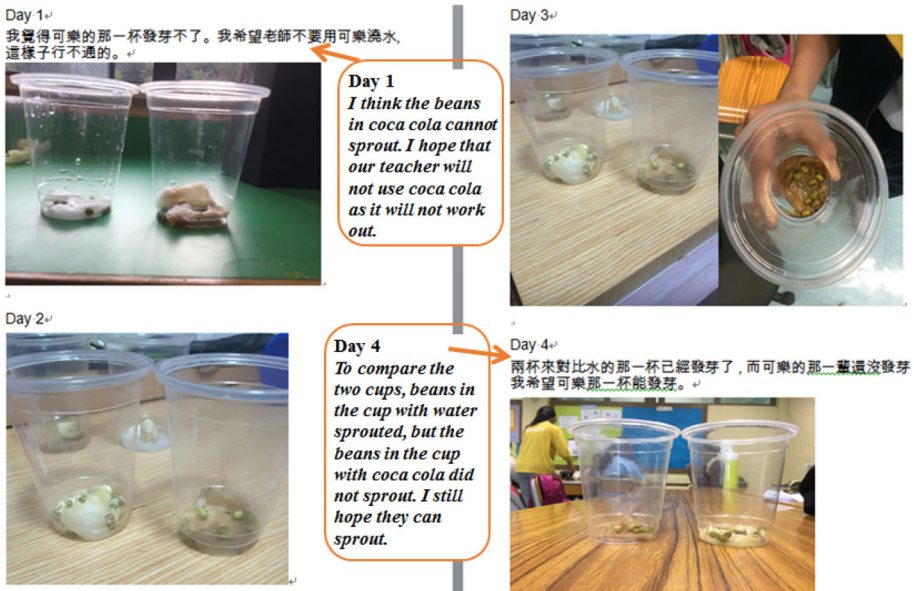 Day 1
我覺得可樂的那一杯發芽不了。我希望老師不要用可樂澆水,
這樣子行不通的。
Day 1
I think the beans
in coca cola cannot
sprout. I hope that
our teacher will
not use coca cola
as it will not work
out.
Day 2
Day 3
Day 4
To compare the
two cups, beans in
the cup with water
sprouted, but the
beans in the cup
with coca cola did
not sprout. I still
hope they can
sprout.
Day 4
兩杯來對比水的那一杯已經發芽了,而可樂的那一輩還沒發芽
我希望可樂那一杯能發芽。